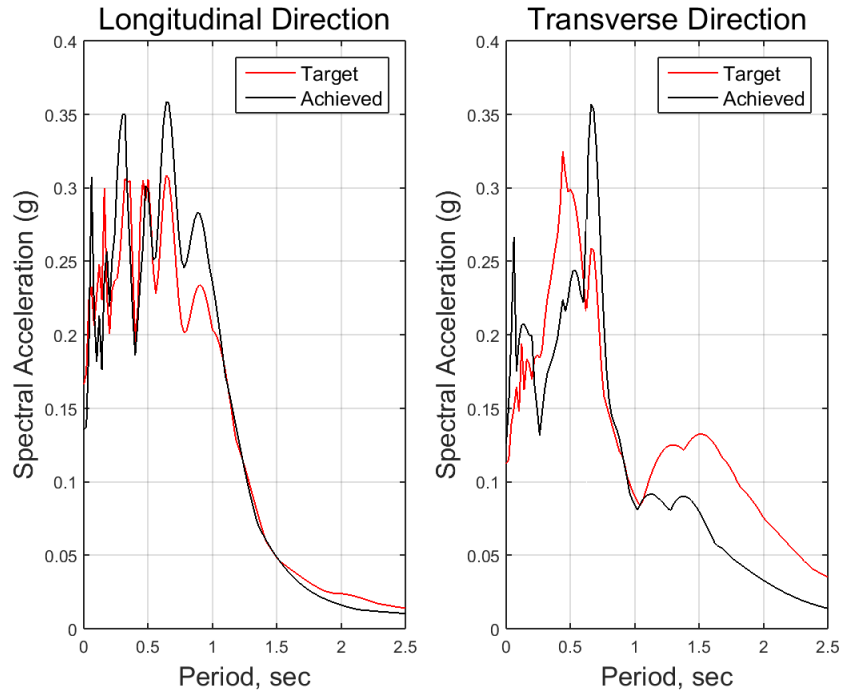 Longitudinal Direction
Spectral Acceleration (g)
0.4
0.35
0.3
0.25
0.2
0.15
0.1
0.05
0
Target
Achieved
0 0.5 1 1.5 2 2.5
Period, sec
Transverse Direction
Spectral Acceleration (g)
0.4
0.35
0.3
0.25
0.2
0.15
0.1
0.05
0
Target
Achieved
0 0.5 1 1.5 2 2.5
Period, sec